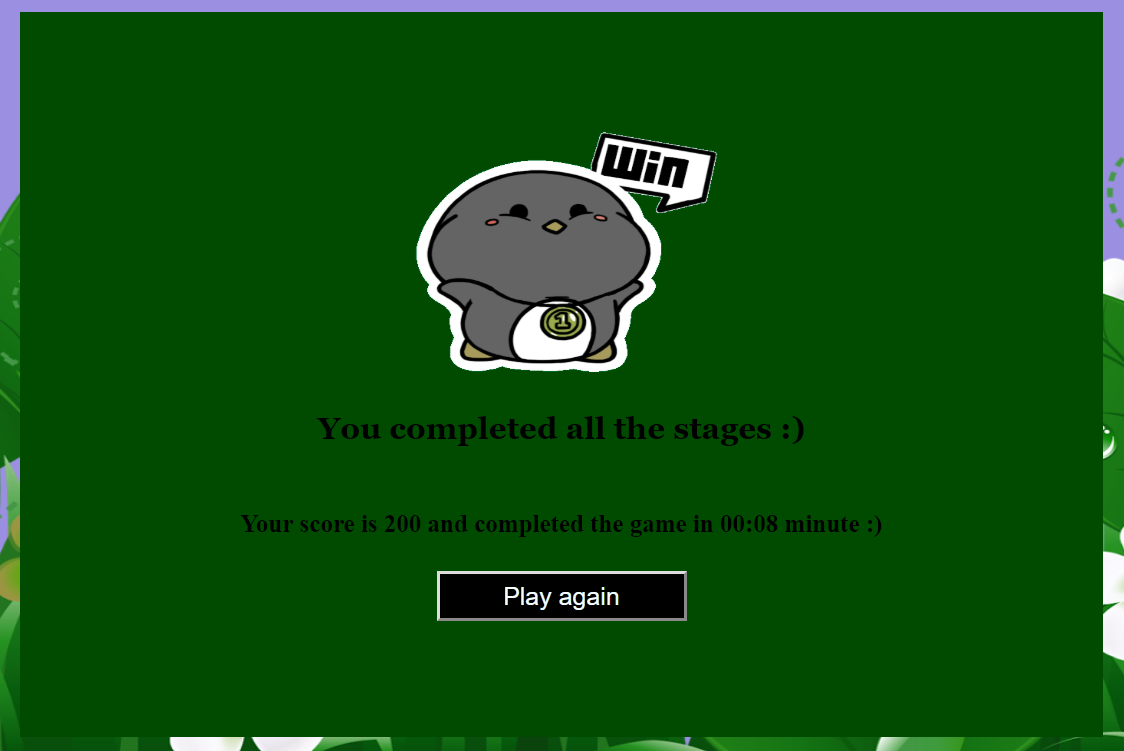 Win
1
You completed all the stages :)
Your score is 200 and completed the game in 00:08 minute :)
Play again